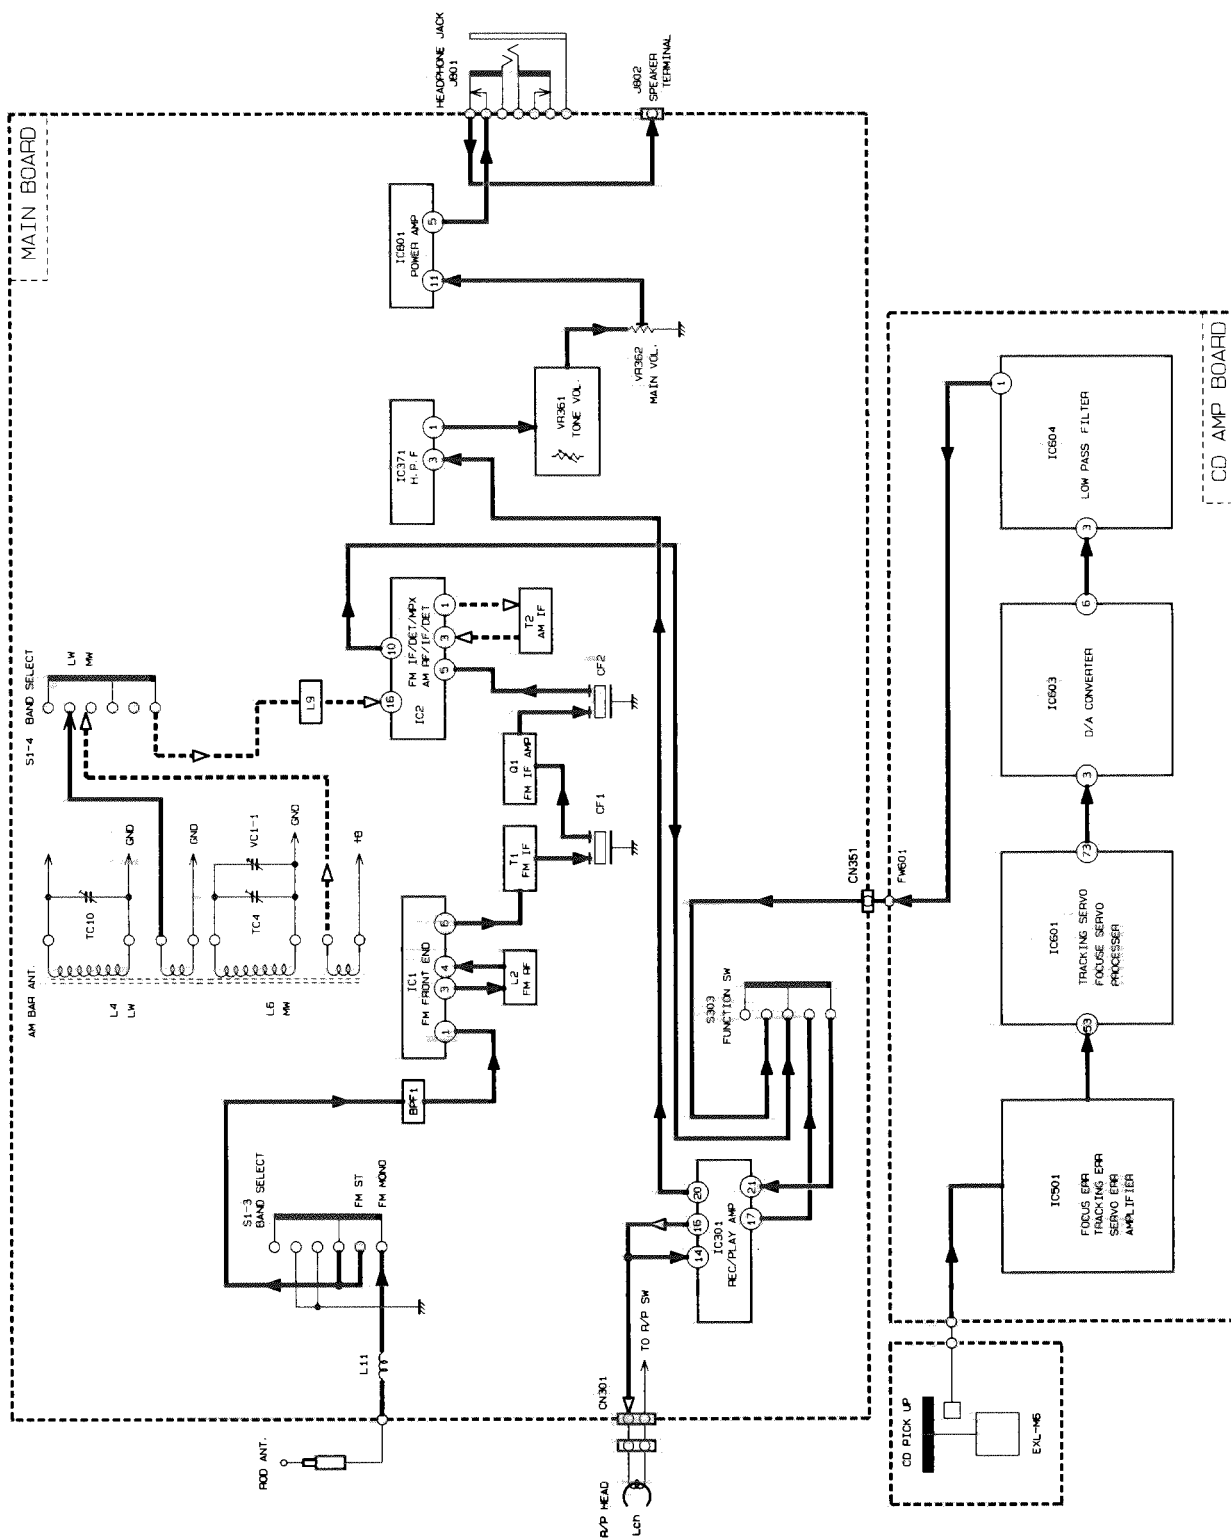 MAIN BOARD
HEADPHONE JACK
J801
J802
SPEAKER
TERMINAL
IC801
POWER AMP
11
5
VR362
MAIN VOL.
VR361
TONE VOL.
IC371
H.P.F
3
1
S1-4 BAND SELECT
LW
MW
L9
16
10
IC2
FM IF/DET/MPX
AM RF/IF/DET
5
3
1
T2
AM IF
CF2
Q1
FM IF AMP
CF1
T1
FM IF
IC1
FM FRONT END
1
3
4
6
L2
FM RF
BPF1
AM BAR ANT.
L4
LW
L6
MW
TC10
GND
GND
TC4
VC1-1
GND
+B
S1-3
BAND SELECT
FM ST
FM MONO
L11
ROD ANT.
S303
FUNCTION SW
IC301
REC/PLAY AMP
14
16
20
17
21
TO R/P SW
CN301
R/P HEAD
Lch
CN351
FW601
CD AMP BOARD
IC604
LOW PASS FILTER
3
1
IC603
D/A CONVERTER
3
6
IC601
TRACKING SERVO
FOCUSE SERVO
PROCESSER
53
73
IC501
FOCUS ERR
TRACKING ERR
SERVO ERR
AMPLIFIER
CD PICK UP
EXL-M6